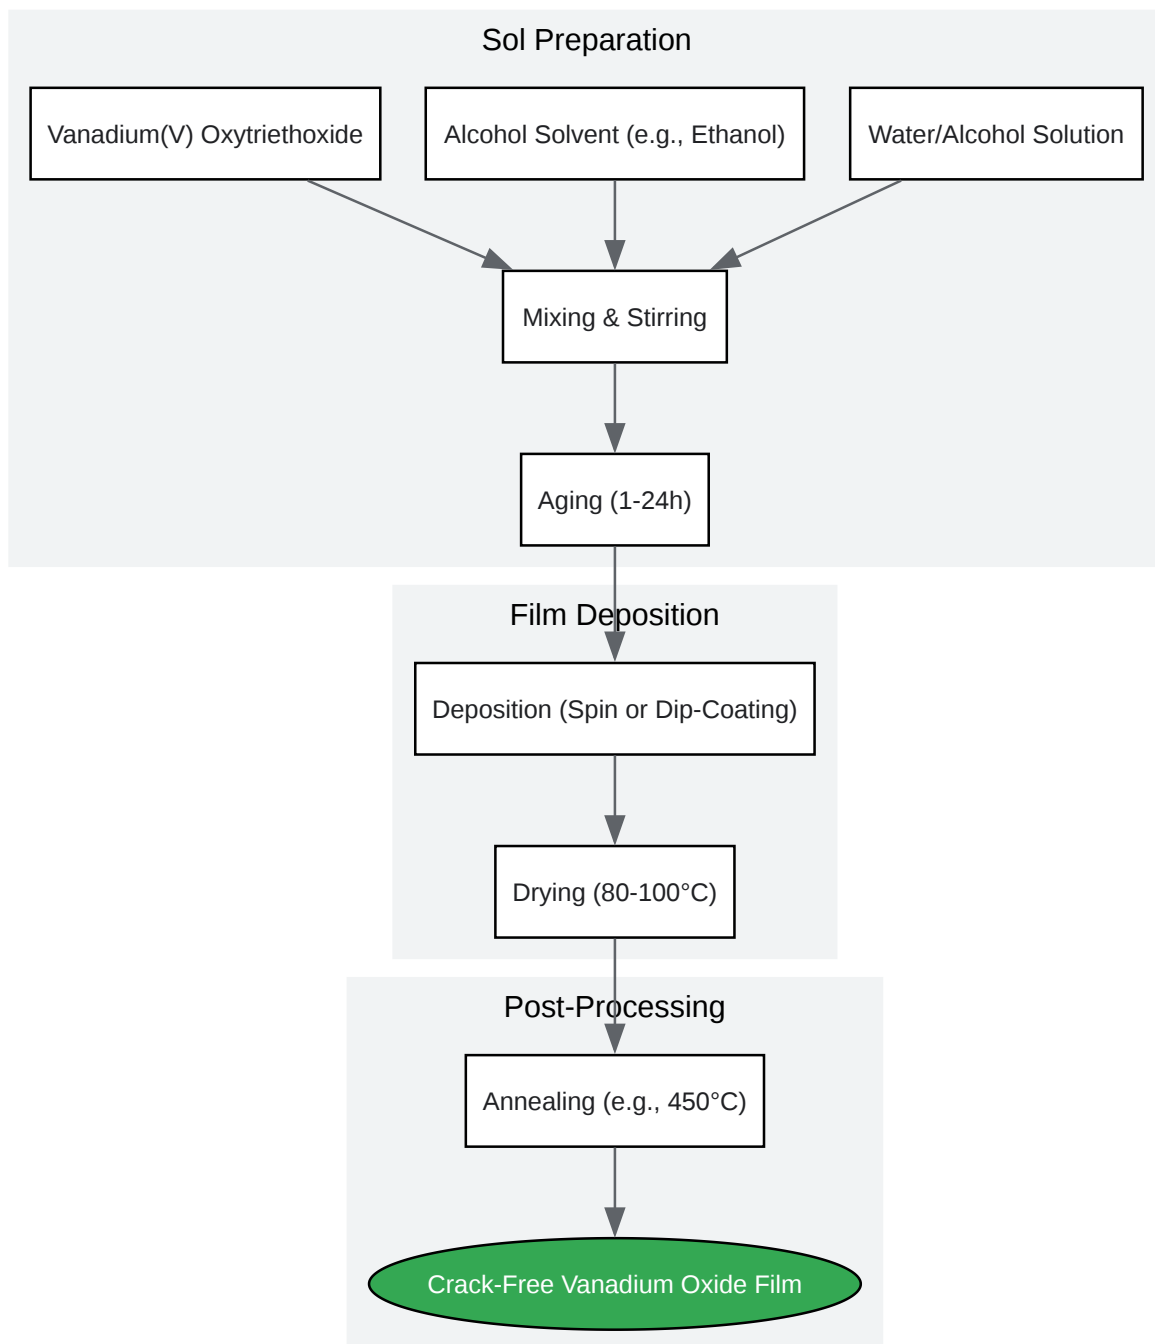 Sol Preparation
Vanadium(V) Oxytriethoxide
Alcohol Solvent (e.g., Ethanol)
Water/Alcohol Solution
Mixing & Stirring
Aging (1-24h)
Film Deposition
Deposition (Spin or Dip-Coating)
Drying (80-100°C)
Post-Processing
Annealing (e.g., 450°C)
Crack-Free Vanadium Oxide Film